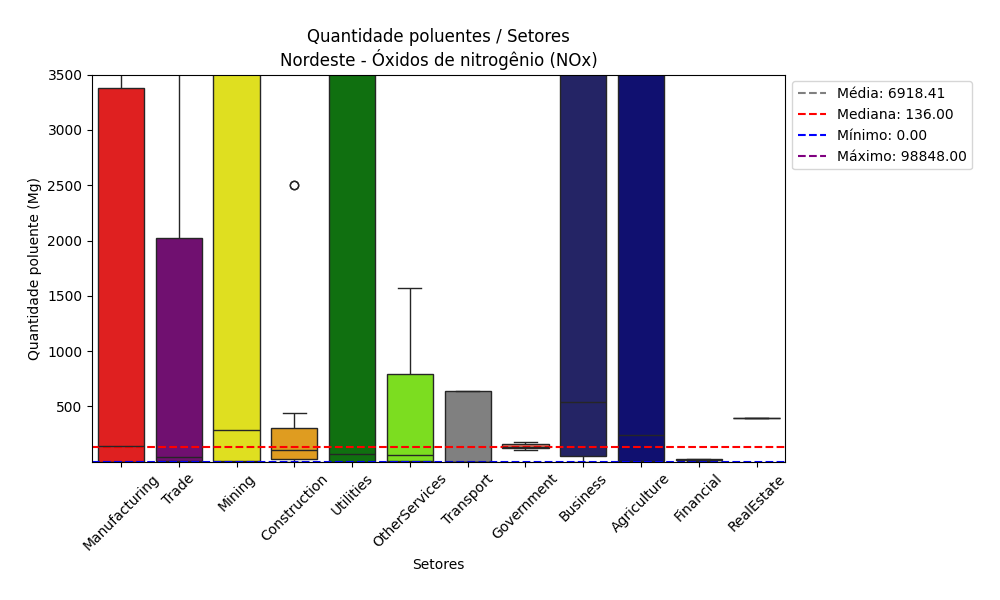 Quantidade poluentes / Setores
Nordeste - Óxidos de nitrogênio (NOx)
3500
3000
2500
2000
1500
1000
500
Quantidade poluente (Mg)
Média: 6918.41
Mediana: 136.00
Mínimo: 0.00
Máximo: 98848.00
Manufacturing
Trade
Mining
Construction
Utilities
OtherServices
Transport
Government
Business
Agriculture
Financial
RealEstate
Setores